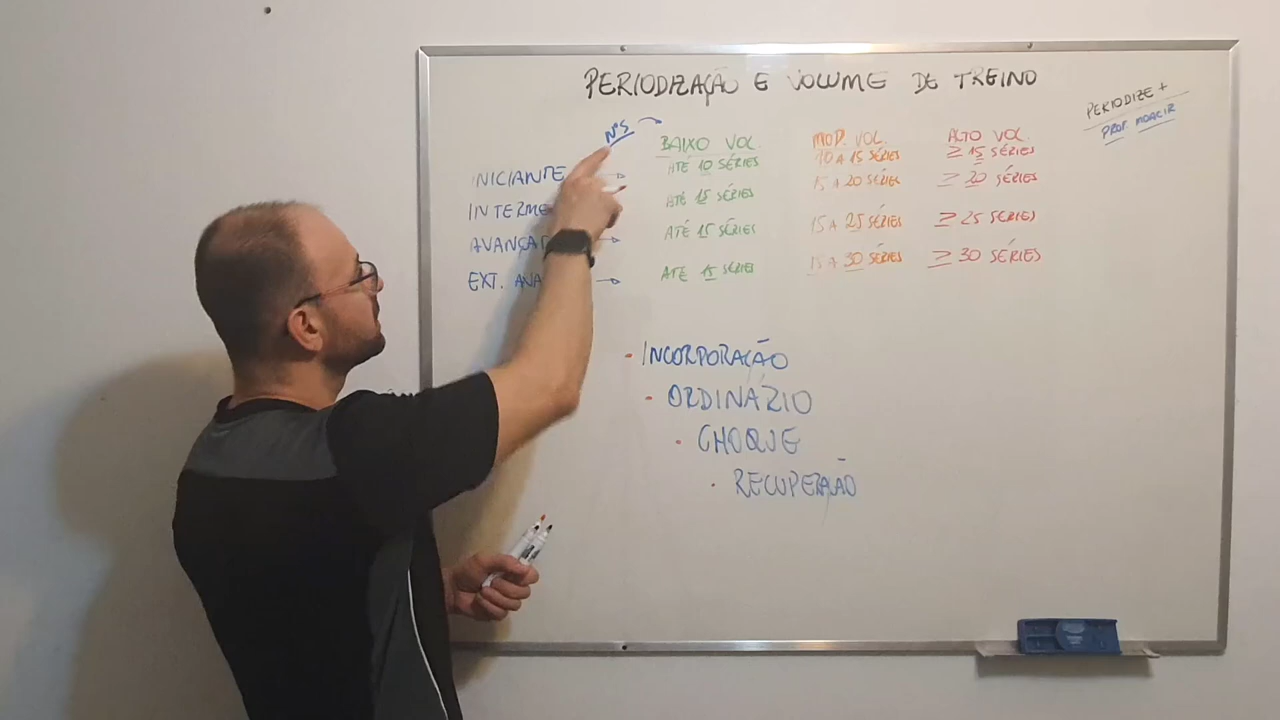 PERIODIZAÇÃO E VOLUME DE TREINO
PERIODIZE +
PROF. MOACIR
NºS
BAIXO VOL. MOD. VOL. ALTO VOL.
INICIANTE ATÉ 10 SÉRIES 10 A 15 SÉRIES ≥ 15 SÉRIES
INTERME ATÉ 15 SÉRIES 15 A 20 SÉRIES ≥ 20 SÉRIES
AVANÇAD ATÉ 15 SÉRIES 15 A 25 SÉRIES ≥ 25 SÉRIES
EXT. AVA ATÉ 15 SÉRIES 15 A 30 SÉRIES ≥ 30 SÉRIES
• INCORPORAÇÃO
• ORDINÁRIO
• CHOQUE
• RECUPERAÇÃO